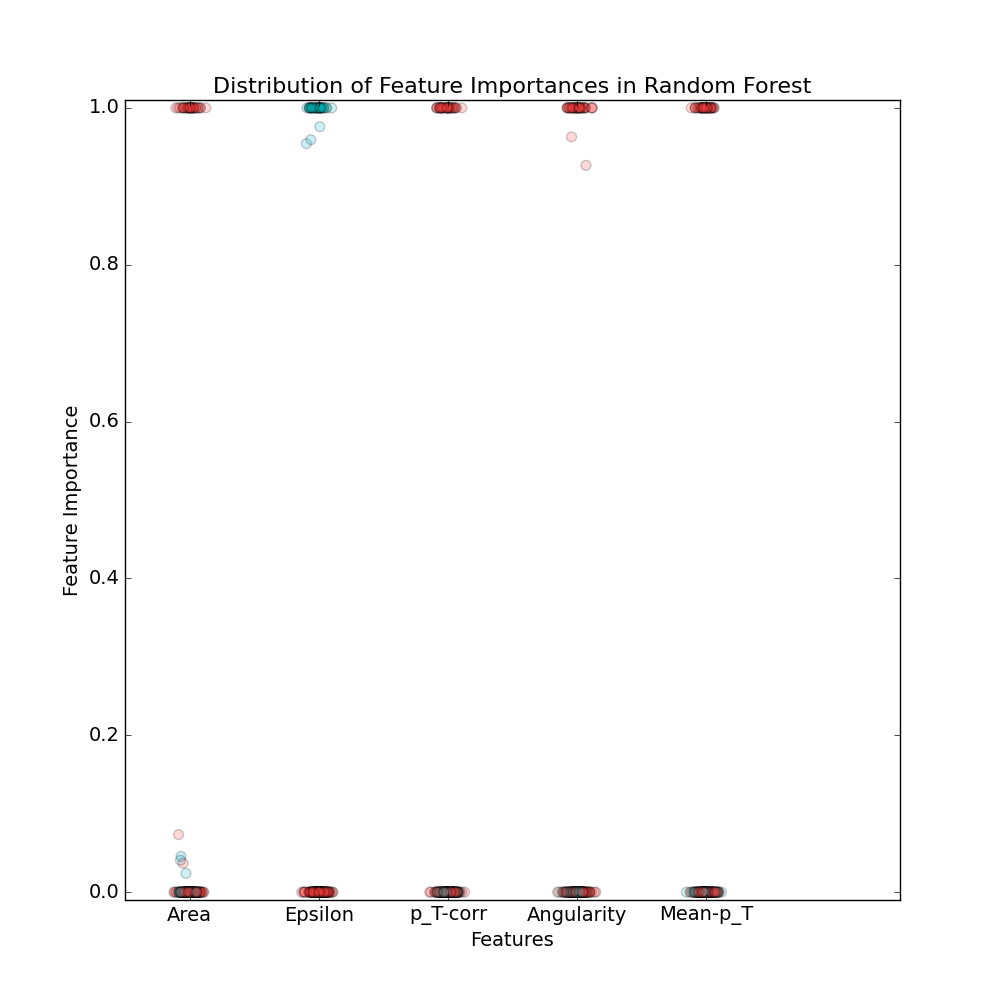 Distribution of Feature Importances in Random Forest
1.0
0.8
0.6
0.4
0.2
0.0
Feature Importance
Area Epsilon p_T-corr Angularity Mean-p_T
Features